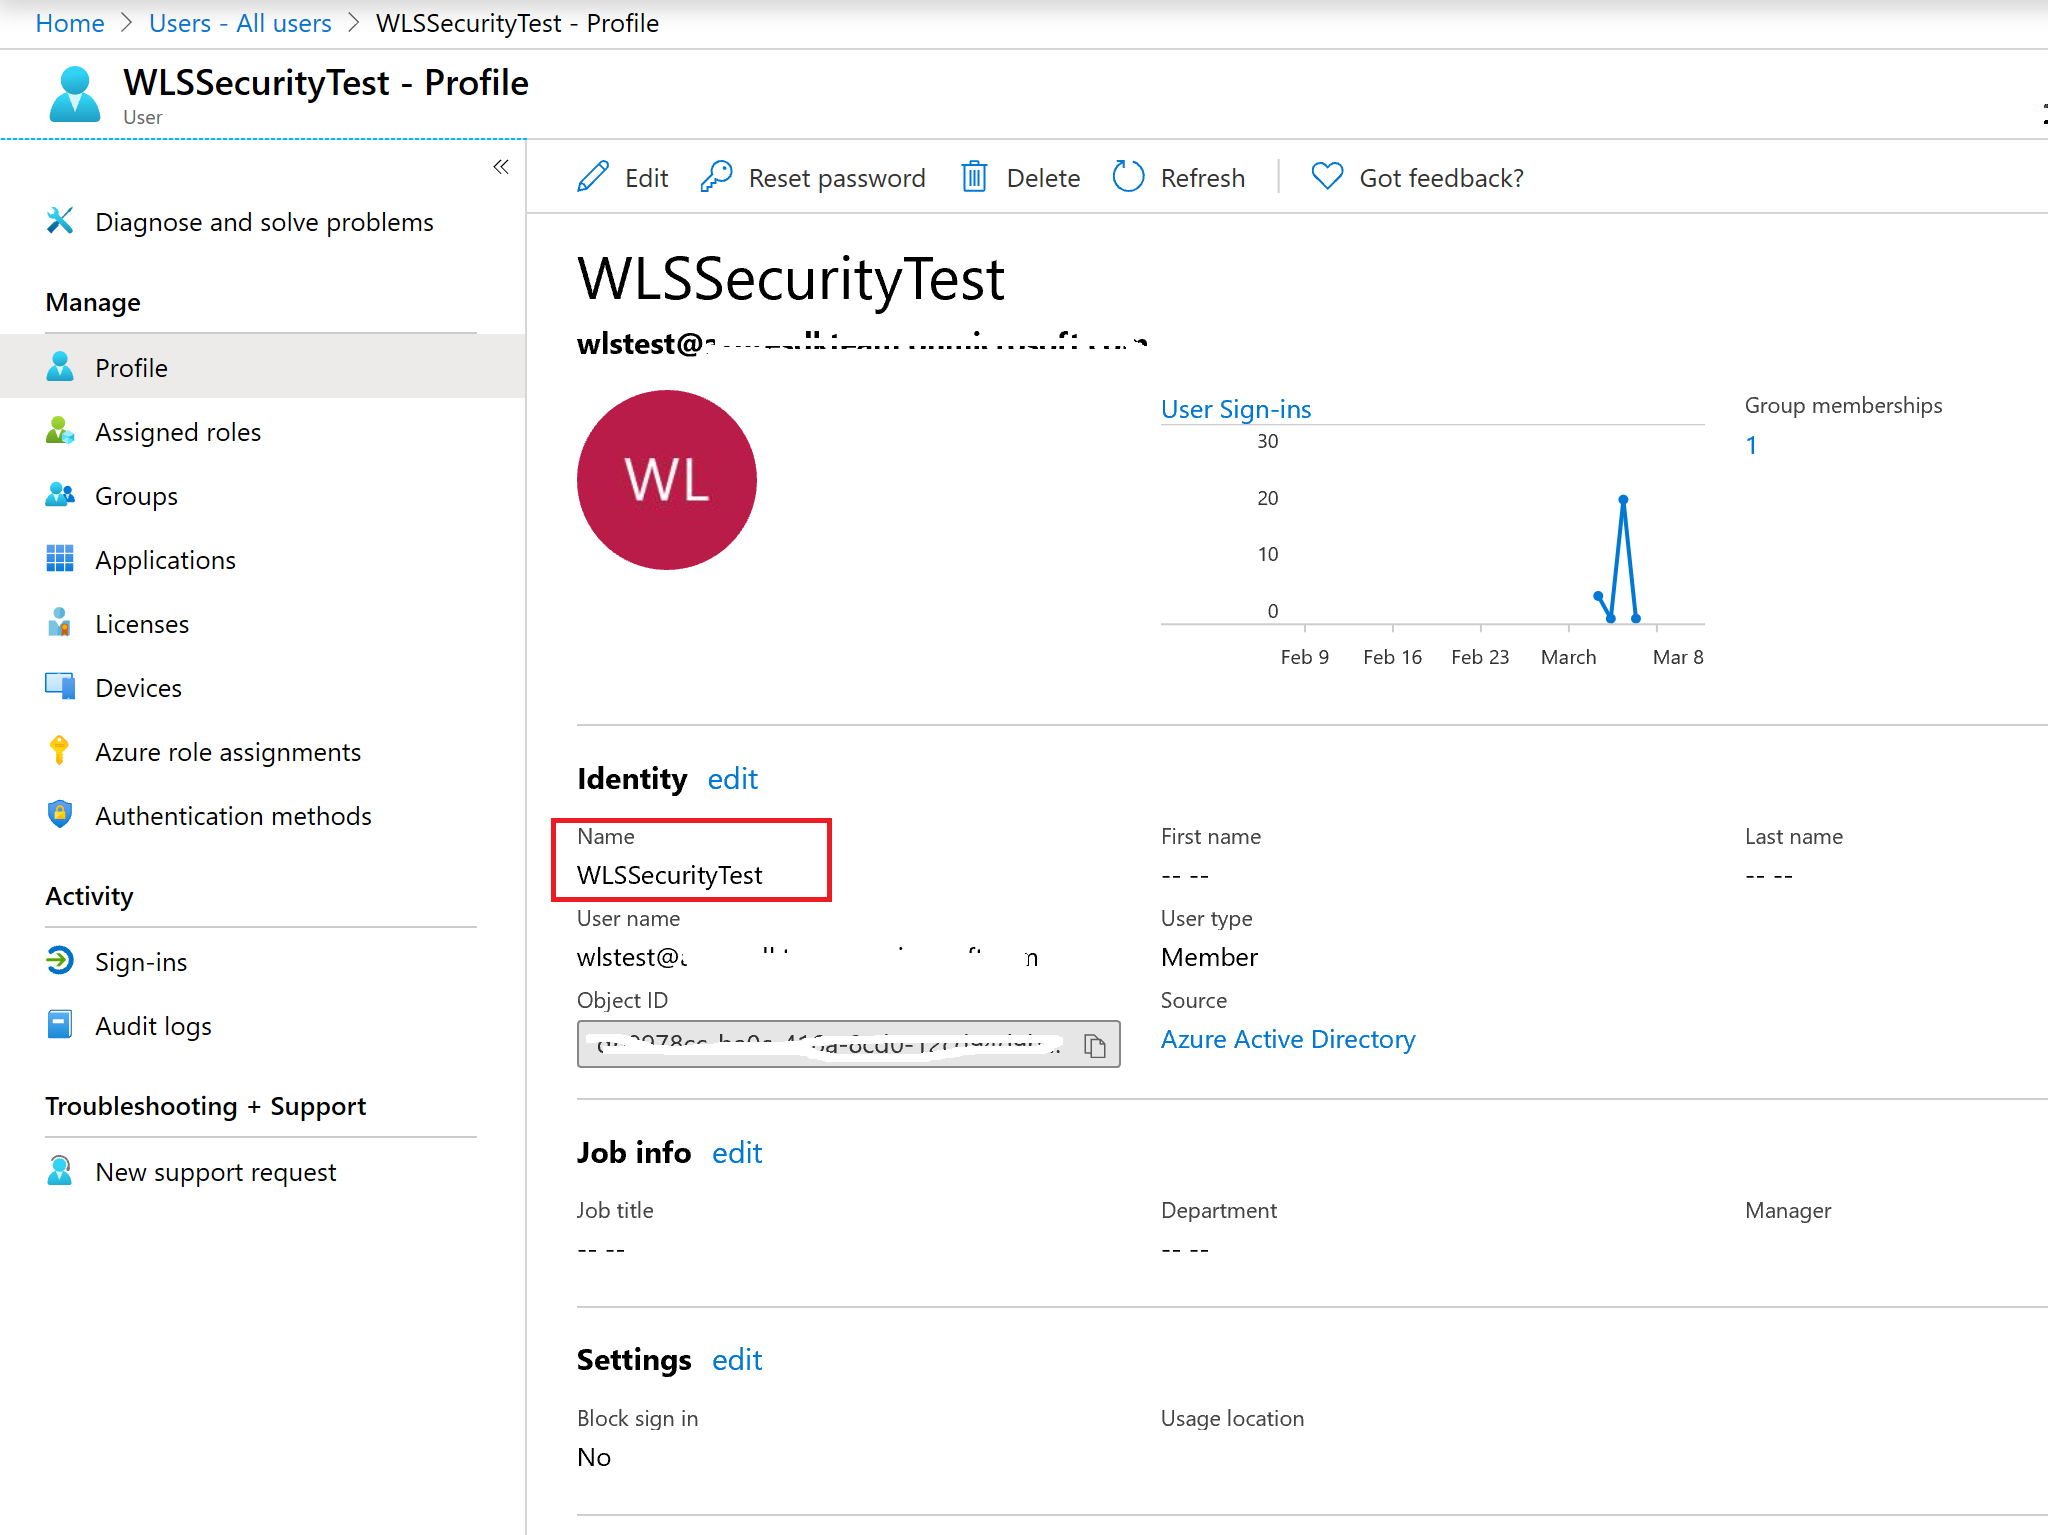 Home > Users - All users > WLSSecurityTest - Profile
WLSSecurityTest - Profile
User
«
Diagnose and solve problems
Manage
Profile
Assigned roles
Groups
Applications
Licenses
Devices
Azure role assignments
Authentication methods
Activity
Sign-ins
Audit logs
Troubleshooting + Support
New support request
Edit Reset password Delete Refresh Got feedback?
WLSSecurityTest
wlstest@
WL
User Sign-ins
30
20
10
0
Feb 9 Feb 16 Feb 23 March Mar 8
Group memberships
1
Identity edit
Name First name Last name
WLSSecurityTest -- -- -- --
User name User type
wlstest@ Member
Object ID Source
Azure Active Directory
Job info edit
Job title Department Manager
-- -- -- --
Settings edit
Block sign in Usage location
No